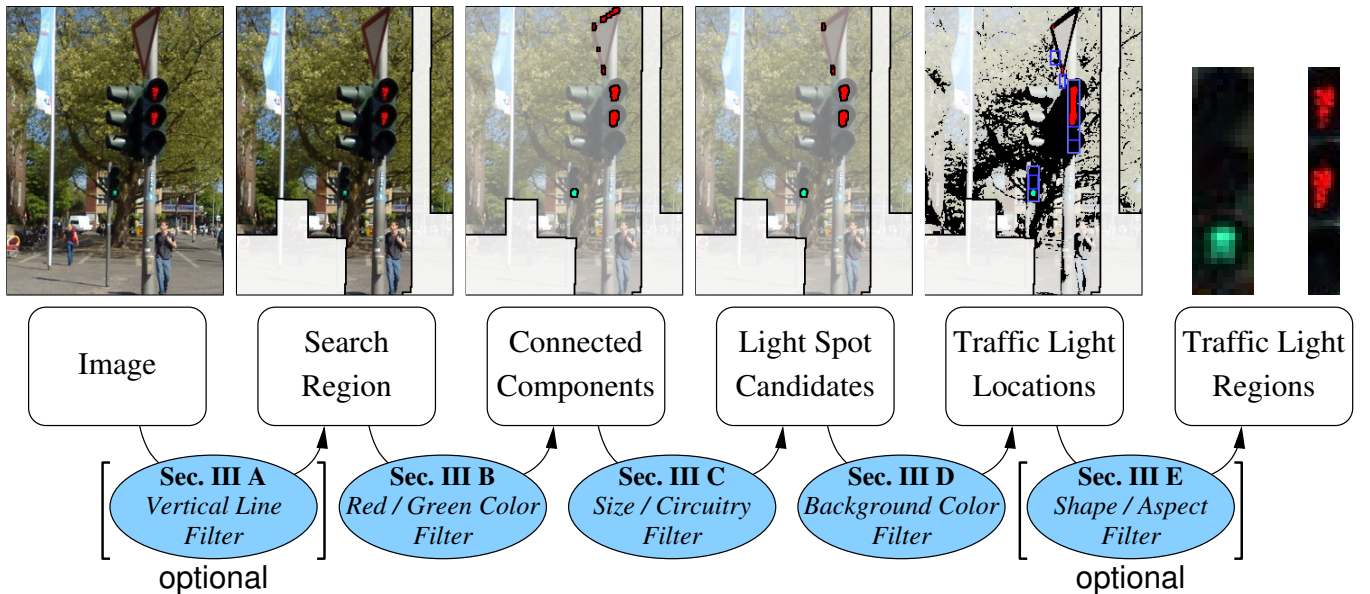 Image
Search
Region
Connected
Components
Light Spot
Candidates
Traffic Light
Locations
Traffic Light
Regions
Sec. III A
Vertical Line
Filter
optional
Sec. III B
Red / Green Color
Filter
Sec. III C
Size / Circuitry
Filter
Sec. III D
Background Color
Filter
Sec. III E
Shape / Aspect
Filter
optional